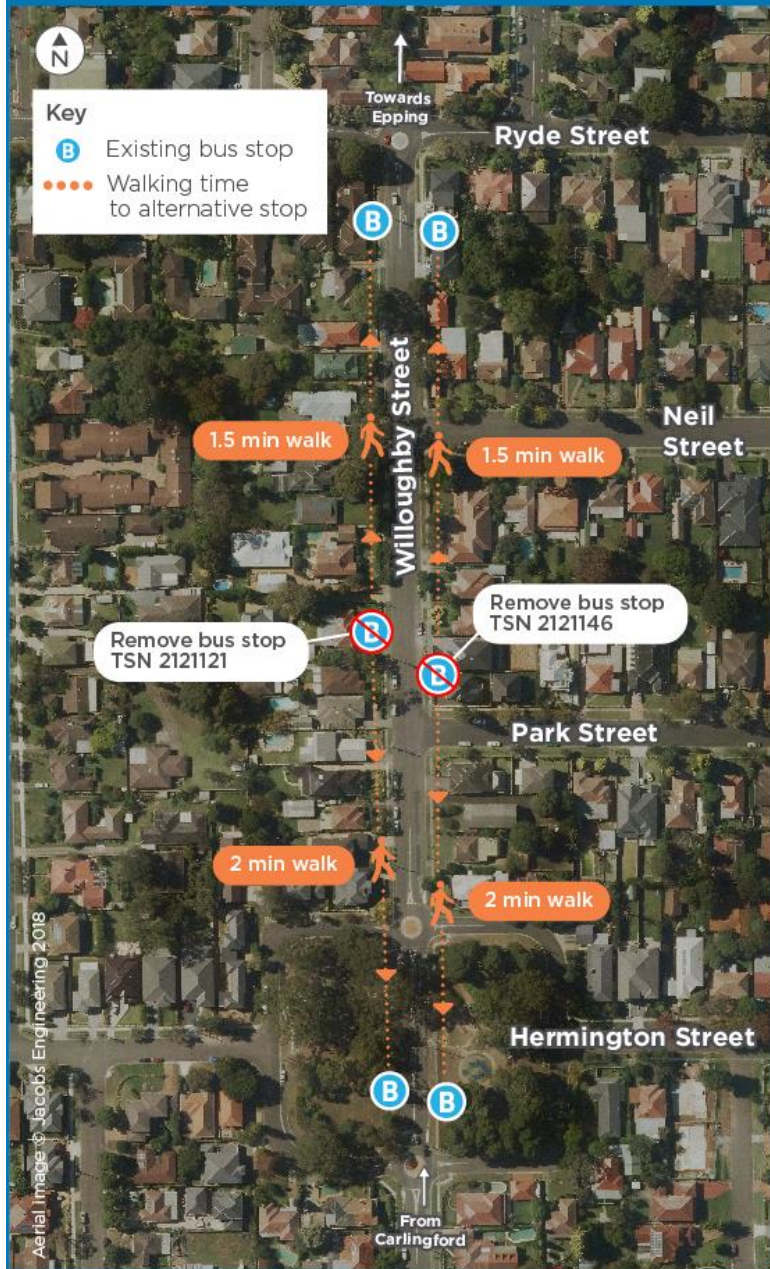 N
Key
B Existing bus stop
Walking time
to alternative stop
Towards
Epping
Ryde Street
B
B
Willoughby Street
Neil
Street
1.5 min walk
1.5 min walk
Remove bus stop
TSN 2121121
B
Remove bus stop
TSN 2121146
B
Park Street
2 min walk
2 min walk
Hermington Street
B
B
From
Carlingford
Aerial image © Jacobs Engineering 2018